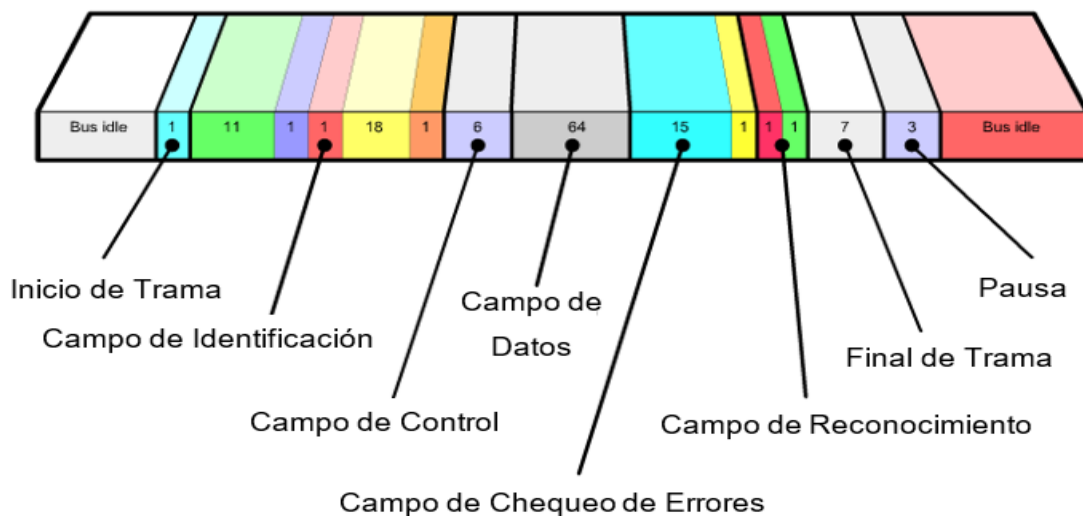 Bus idle 1 11 1 1 18 1 6 64 15 1 1 1 7 3 Bus idle
Inicio de Trama
Campo de Identificación
Campo de Control
Campo de
Datos
Campo de Chequeo de Errores
Campo de Reconocimiento
Final de Trama
Pausa